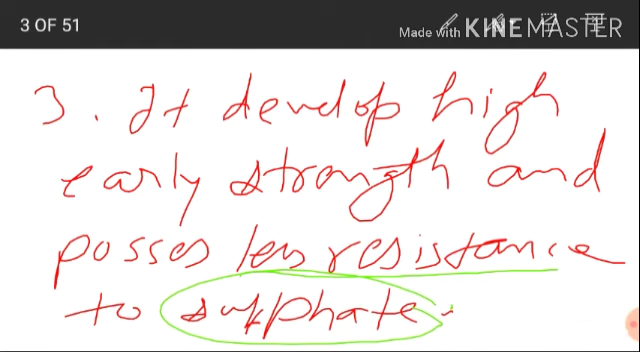 3 OF 51
Made with KINEMASTER
3. It develop high
early strength and
posses less resistance
to sulphate.